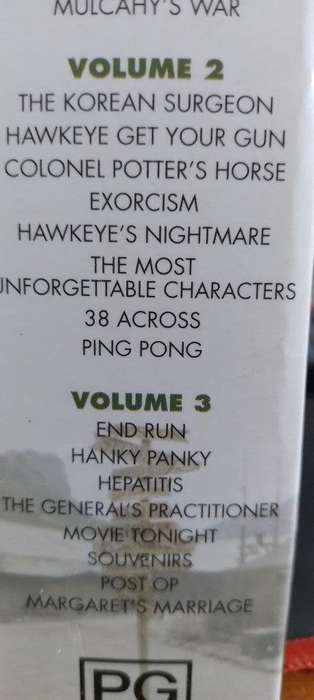 MULCAHY'S WAR
VOLUME 2
THE KOREAN SURGEON
HAWKEYE GET YOUR GUN
COLONEL POTTER'S HORSE
EXORCISM
HAWKEYE'S NIGHTMARE
THE MOST
UNFORGETTABLE CHARACTERS
38 ACROSS
PING PONG
VOLUME 3
END RUN
HANKY PANKY
HEPATITIS
THE GENERAL'S PRACTITIONER
MOVIE TONIGHT
SOUVENIRS
POST OP
MARGARET'S MARRIAGE
PG